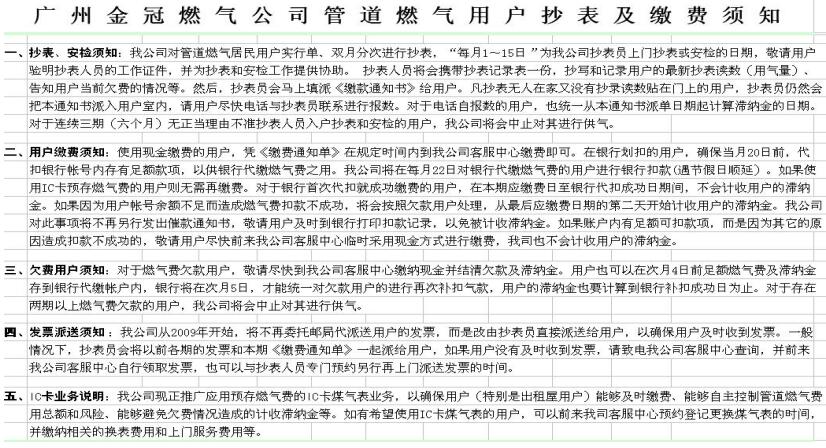 广州金冠燃气公司管道燃气用户抄表及缴费须知
一、抄表、安检须知：我公司对管道燃气居民用户实行单、双月分次进行抄表，“每月1～15日”为我公司抄表员上门抄表或安检的日期，敬请用户
验明抄表人员的工作证件，并为抄表和安检工作提供协助。 抄表人员将会携带抄表记录表一份，抄写和记录用户的最新抄表读数（用气量）、
告知用户当前欠费的情况等。然后，抄表员会马上填派《缴款通知书》给用户。凡抄表无人在家又没有抄录读数贴在门上的用户，抄表员仍然会
把本通知书派入用户室内，请用户尽快电话与抄表员联系进行报数。对于电话自报数的用户，也统一从本通知书派单日期起计算滞纳金的日期。
对于连续三期（六个月）无正当理由不准抄表人员入户抄表和安检的用户，我公司将会中止对其进行供气。
二、用户缴费须知：使用现金缴费的用户，凭《缴费通知单》在规定时间内到我公司客服中心缴费即可。在银行划扣的用户，确保当月20日前，代
扣银行帐号内存有足额款项，以供银行代缴燃气费之用。我公司将在每月22日对银行代缴燃气费的用户进行银行扣款(遇节假日顺延）。如果使
用IC卡预存燃气费的用户则无需再缴费。对于银行首次代扣就成功缴费的用户，在本期应缴费日至银行代扣成功日期间，不会计收用户的滞纳
金。如果因为用户帐号余额不足而造成燃气费扣款不成功，将会按照欠款用户处理，从最后应缴费日期的第二天开始计收用户的滞纳金。我公司
对此事项将不再另行发出催款通知书，敬请用户及时到银行打印扣款记录，以免被计收滞纳金。如果账户内有足额可扣款项，而是因为其它的原
因造成扣款不成功的，敬请用户尽快前来我公司客服中心临时采用现金方式进行缴费，我司也不会计收用户的滞纳金。
三、欠费用户须知：对于燃气费欠款用户，敬请尽快到我公司客服中心缴纳现金并结清欠款及滞纳金。用户也可以在次月4日前足额燃气费及滞纳金
存到银行代缴帐户内，银行将在次月5日，才能统一对欠款用户的进行再次补扣气款，用户的滞纳金也要计算到银行补扣成功日为止。对于存在
两期以上燃气费欠款的用户，我公司将会中止对其进行供气。
四、发票派送须知：我公司从2009年开始，将不再委托邮局代派送用户的发票，而是改由抄表员直接派送给用户，以确保用户及时收到发票。一般
情况下，抄表员会将以前各期的发票和本期《缴费通知单》一起派给用户，如果用户没有及时收到发票，请致电我公司客服中心查询，并前来
我公司客服中心自行领取发票，也可以与抄表人员专门预约另行再上门派送发票的时间。
五、IC卡业务说明：我公司现正推广应用预存燃气费的IC卡煤气表业务，以确保用户（特别是出租屋用户）能够及时缴费、能够自主控制管道燃气费
用总额和风险、能够避免欠费情况造成的计收滞纳金等。如有希望使用IC卡煤气表的用户，可以前来我司客服中心预约登记更换煤气表的时间，
并缴纳相关的换表费用和上门服务费用等。